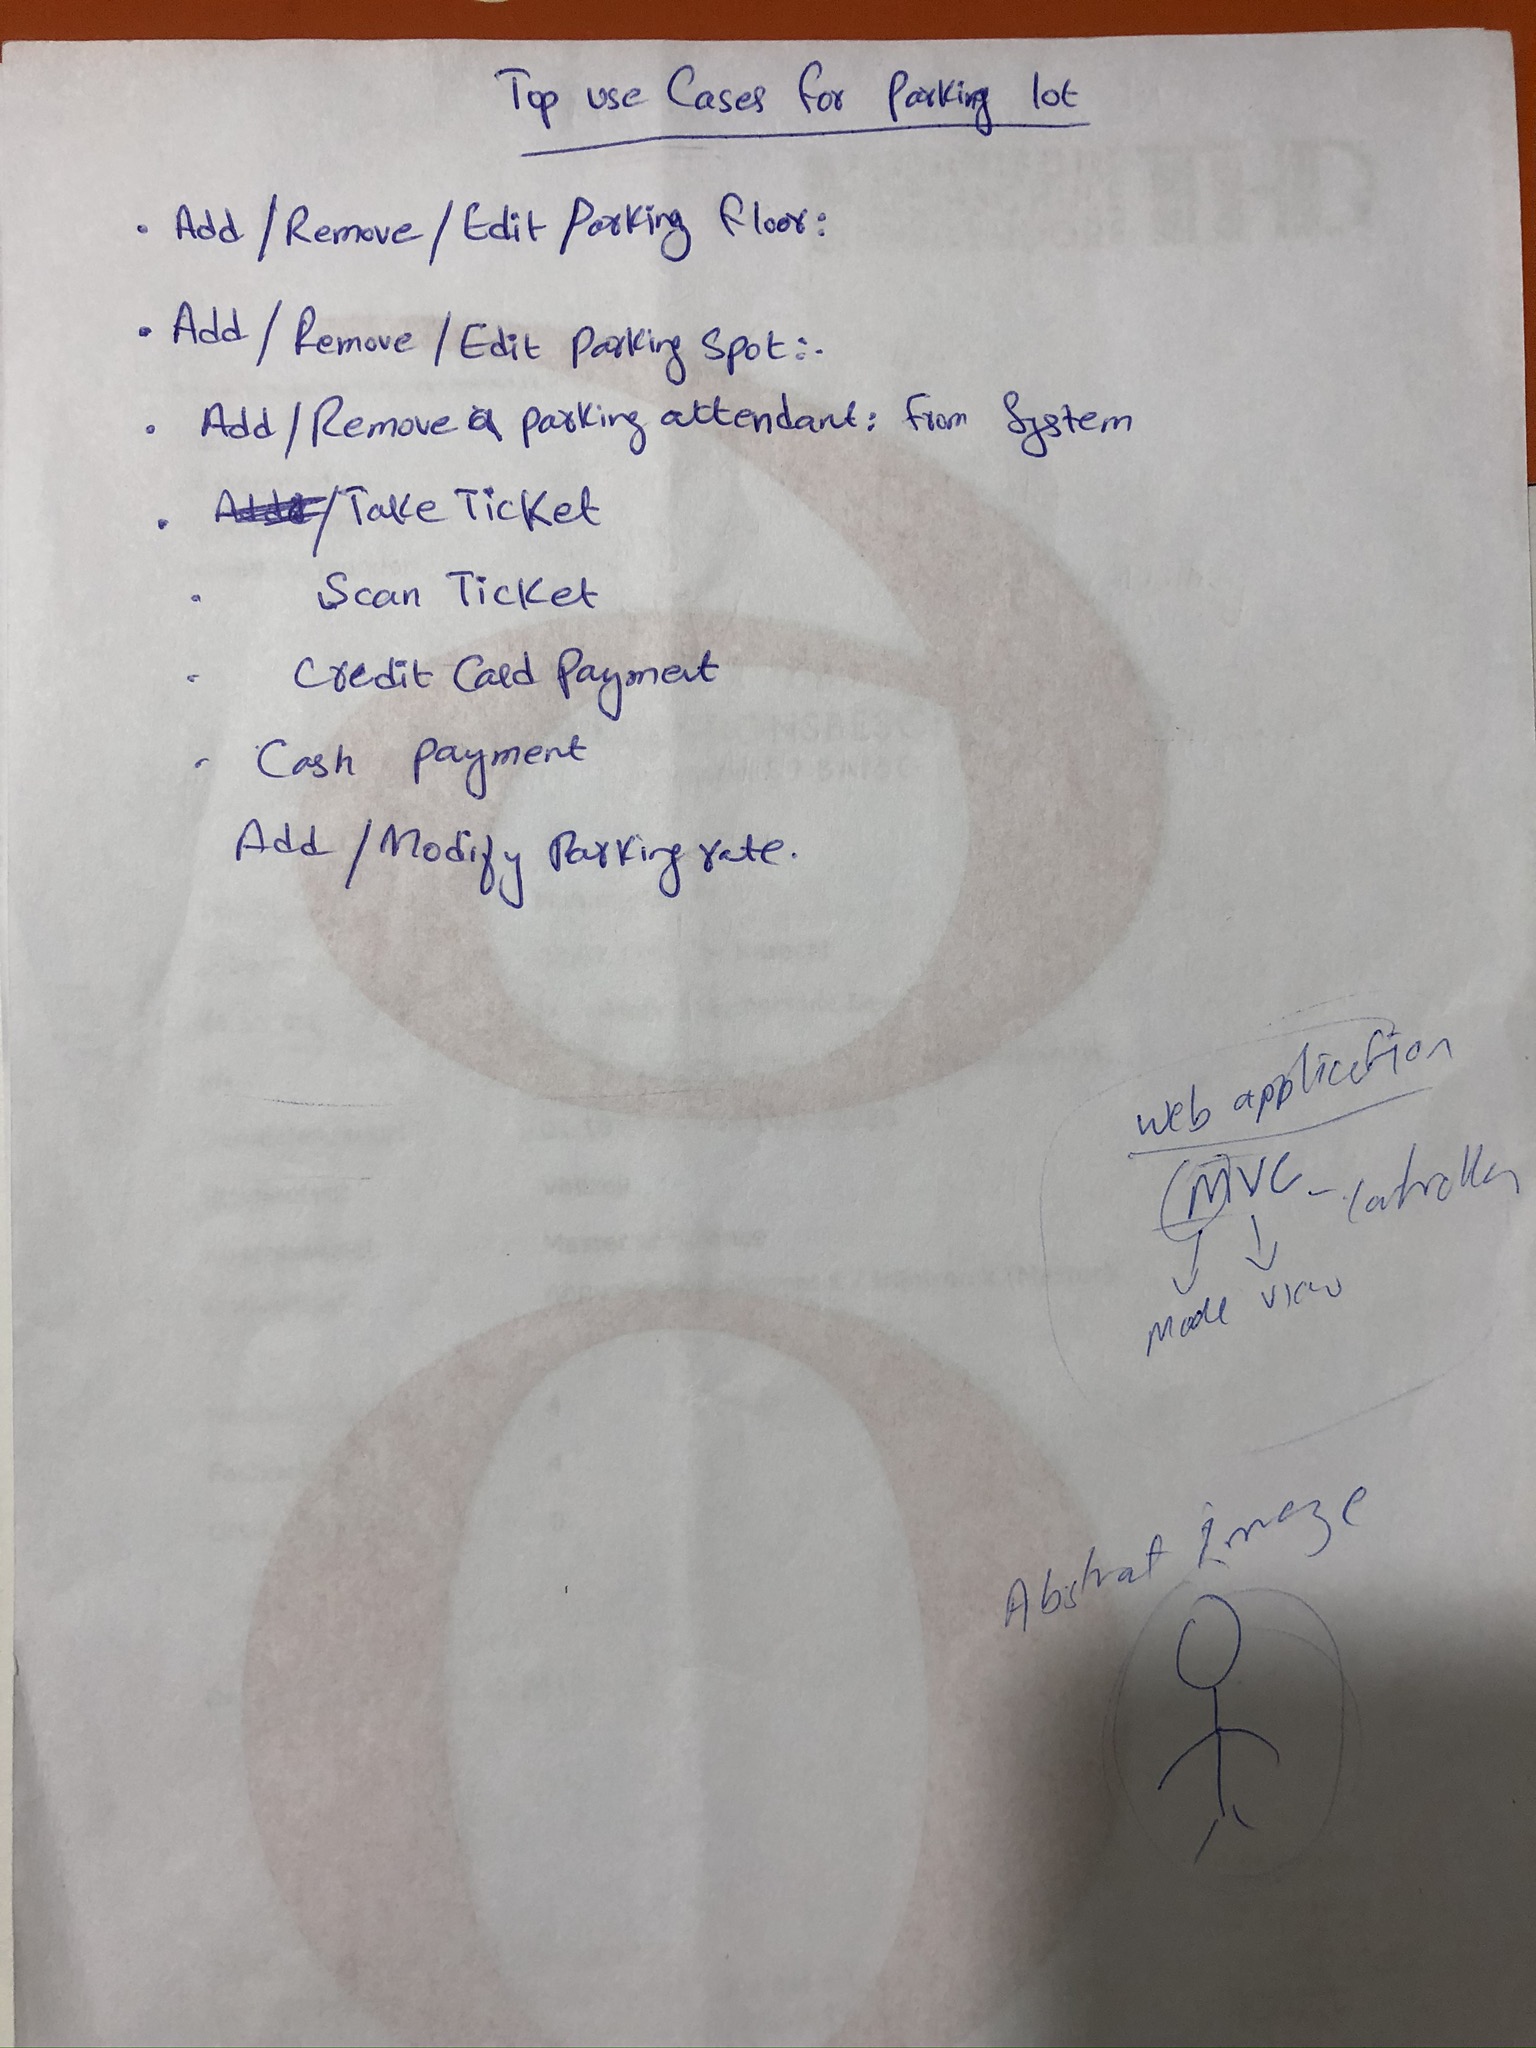 Top use Cases for Parking lot
• Add / Remove / Edit Parking floor:
• Add / Remove / Edit parking Spot:-
• Add / Remove a parking attendant: from System
• / Take Ticket
• Scan Ticket
• Credit Card Payment
• Cash payment
Add / Modify Parking rate.
Web application
MVC - Controller
Model View
Abstrat Image